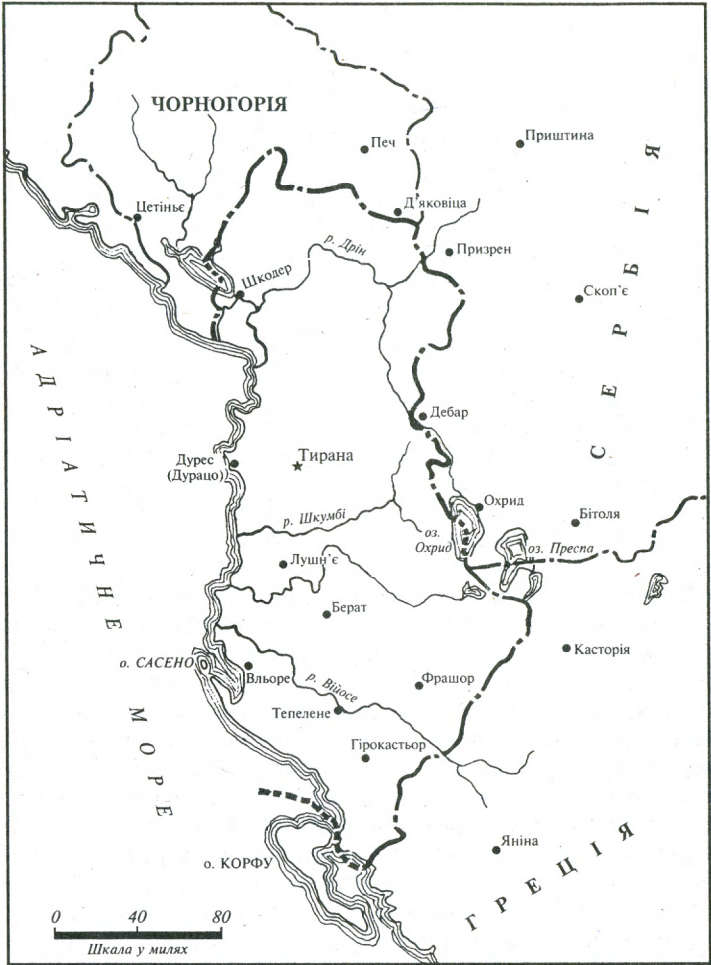 ЧОРНОГОРІЯ
Печ
Приштина
Цетіньє
Д'яковіца
р. Дрін
Призрен
Шкодер
Скоп'є
СЕРБІЯ
АДРІАТИЧНЕ МОРЕ
Дебар
Дурес
(Дурацо)
Тирана
Охрид
р. Шкумбі
оз.
Охрид
Бітоля
оз. Преспа
Лушн'є
Берат
о. САСЕНО
Вльоре
р. Війосе
Фрашор
Касторія
Тепелене
Гірокастьор
о. КОРФУ
Яніна
ГРЕЦІЯ
0 40 80
Шкала у милях